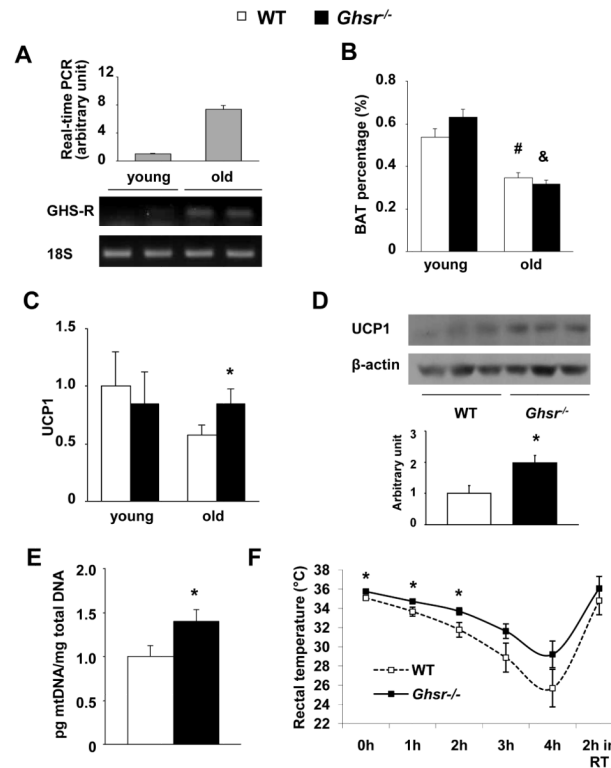 WT Ghsr-/-
A
Real-time PCR
(arbitrary unit)
12
8
4
0
young old
GHS-R
18S
B
BAT percentage (%)
0.8
0.6
0.4
0.2
0
# &
young old
C
UCP1
1.5
1.0
0.5
0
*
young old
D
UCP1
β-actin
WT Ghsr-/-
Arbitrary unit
3
2
1
0
*
E
pg mtDNA/mg total DNA
2.0
1.5
1.0
0.5
0.0
*
F
Rectal temperature (°C)
38
36
34
32
30
28
26
24
22
* * *
WT
Ghsr-/-
0h 1h 2h 3h 4h 2h in
RT